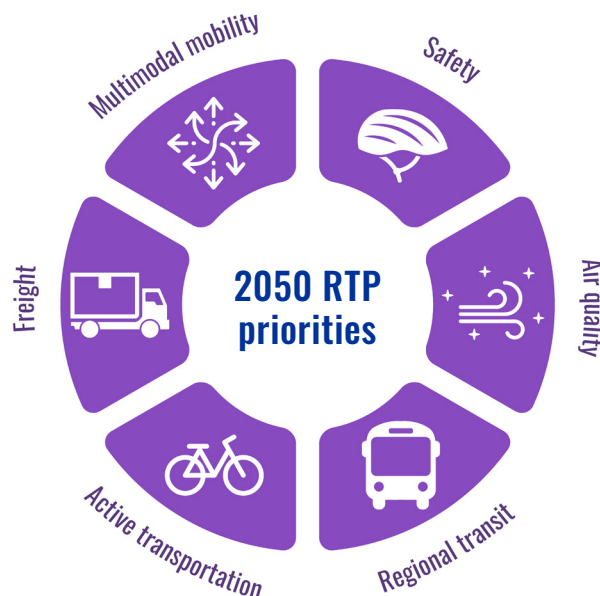 Multimodal mobility
Safety
Freight
2050 RTP
priorities
Air quality
Active transportation
Regional transit